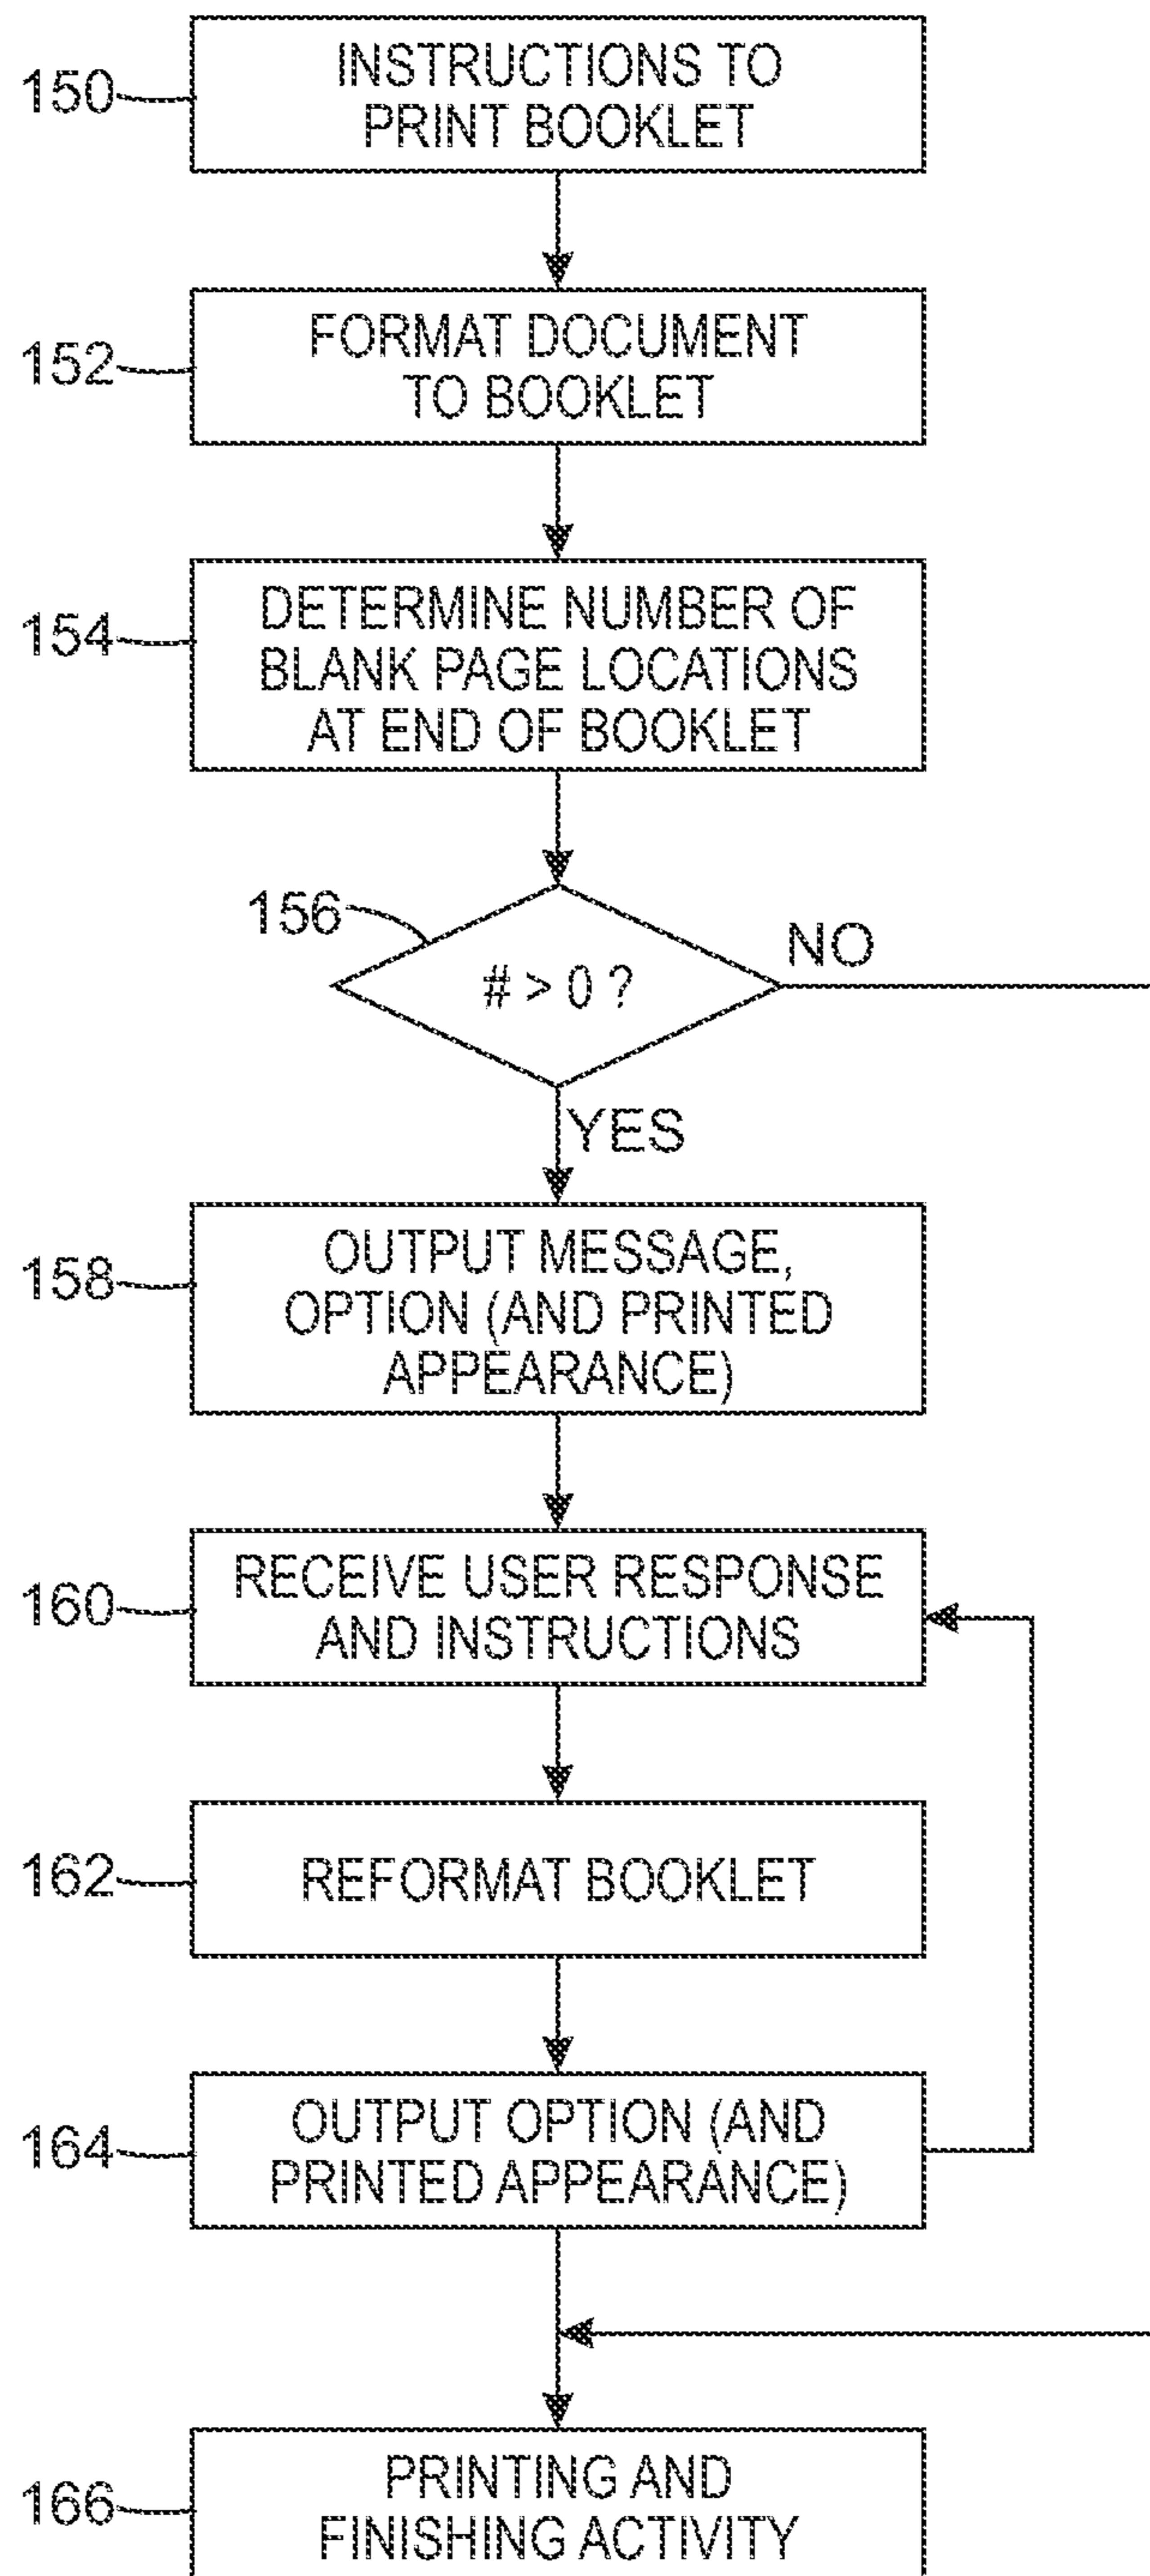 150
INSTRUCTIONS TO
PRINT BOOKLET
152
FORMAT DOCUMENT
TO BOOKLET
154
DETERMINE NUMBER OF
BLANK PAGE LOCATIONS
AT END OF BOOKLET
156
# > 0 ?
NO
YES
158
OUTPUT MESSAGE,
OPTION (AND PRINTED
APPEARANCE)
160
RECEIVE USER RESPONSE
AND INSTRUCTIONS
162
REFORMAT BOOKLET
164
OUTPUT OPTION (AND
PRINTED APPEARANCE)
166
PRINTING AND
FINISHING ACTIVITY